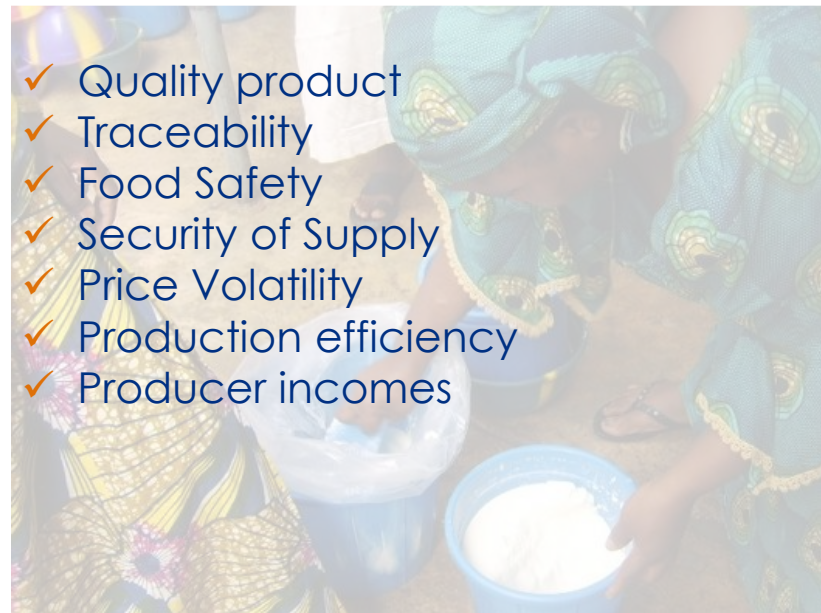 ✓ Quality product
✓ Traceability
✓ Food Safety
✓ Security of Supply
✓ Price Volatility
✓ Production efficiency
✓ Producer incomes